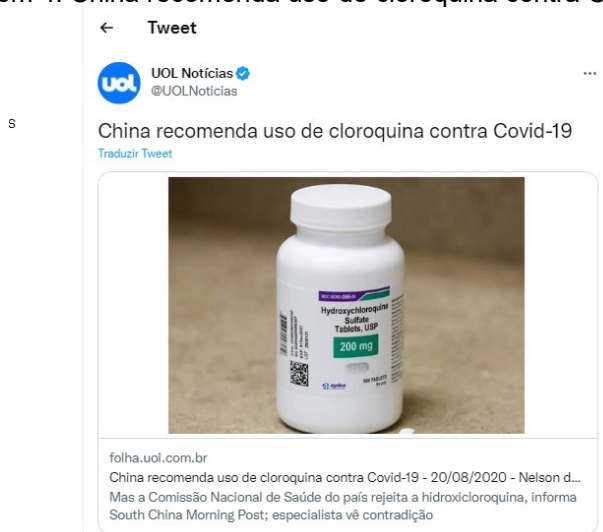 Tweet
uol
UOL Notícias
@UOLNoticias
s
China recomenda uso de cloroquina contra Covid-19
Traduzir Tweet
Hydroxychloroquine
Sulfate
Tablets, USP
200 mg
folha.uol.com.br
China recomenda uso de cloroquina contra Covid-19 - 20/08/2020 - Nelson d...
Mas a Comissão Nacional de Saúde do país rejeita a hidroxicloroquina, informa
South China Morning Post; especialista vê contradição